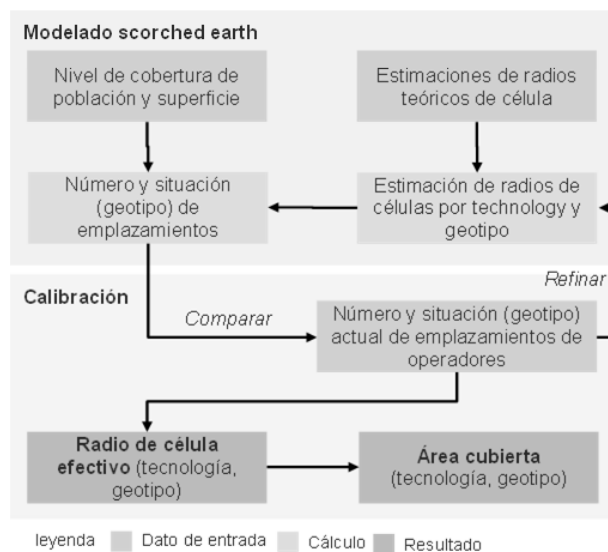 Modelado scorched earth
Nivel de cobertura de
población y superficie
Estimaciones de radios
teóricos de célula
Número y situación
(geotipo) de
emplazamientos
Estimación de radios de
células por technology y
geotipo
Refinar
Calibración
Comparar
Número y situación (geotipo)
actual de emplazamientos de
operadores
Radio de célula
efectivo (tecnología,
geotipo)
Área cubierta
(tecnología, geotipo)
leyenda Dato de entrada Cálculo Resultado